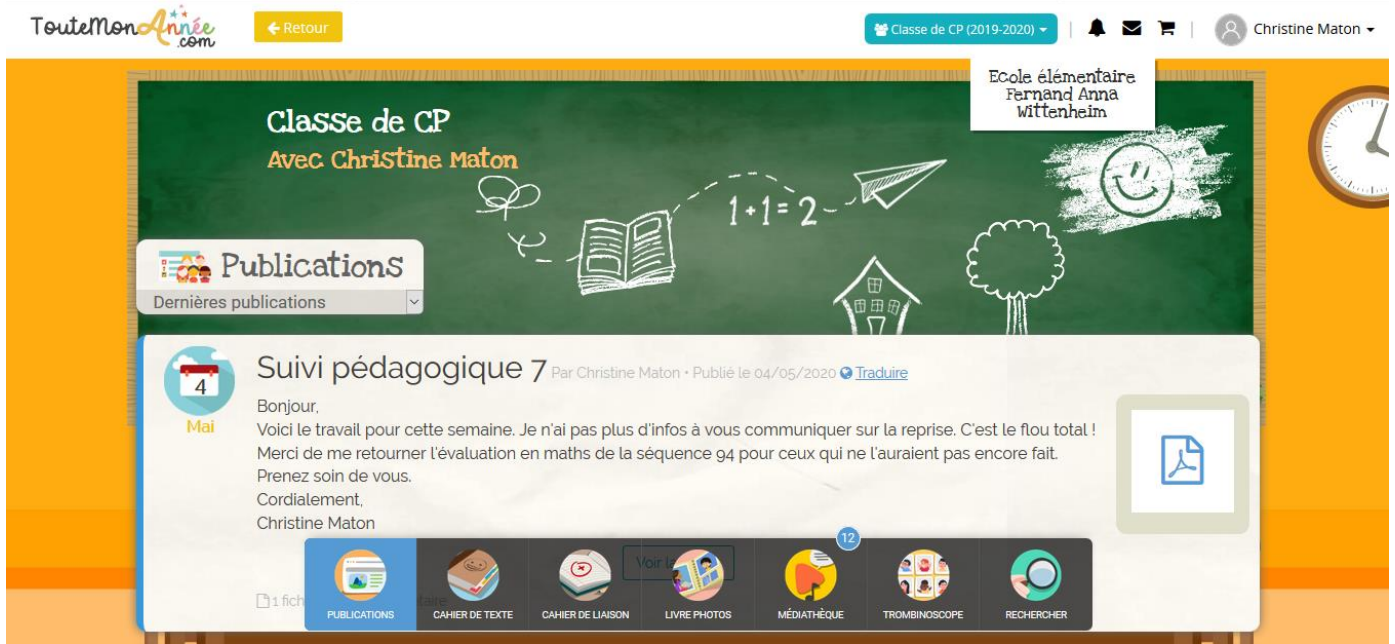 TouteMonAnnée
.com
Retour
Classe de CP (2019-2020)
Christine Maton
Ecole élémentaire
Fernand Anna
Wittenheim
Classe de CP
Avec Christine Maton
1+1=2
Publications
Dernières publications
4
Mai
Suivi pédagogique 7 Par Christine Maton • Publié le 04/05/2020 Traduire
Bonjour,
Voici le travail pour cette semaine. Je n'ai pas plus d'infos à vous communiquer sur la reprise. C'est le flou total !
Merci de me retourner l'évaluation en maths de la séquence 94 pour ceux qui ne l'auraient pas encore fait.
Prenez soin de vous.
Cordialement,
Christine Maton
Voir
12
1
PUBLICATIONS
CAHIER DE TEXTE
CAHIER DE LIAISON
LIVRE PHOTOS
MÉDIATHÈQUE
TROMBINOSCOPE
RECHERCHER